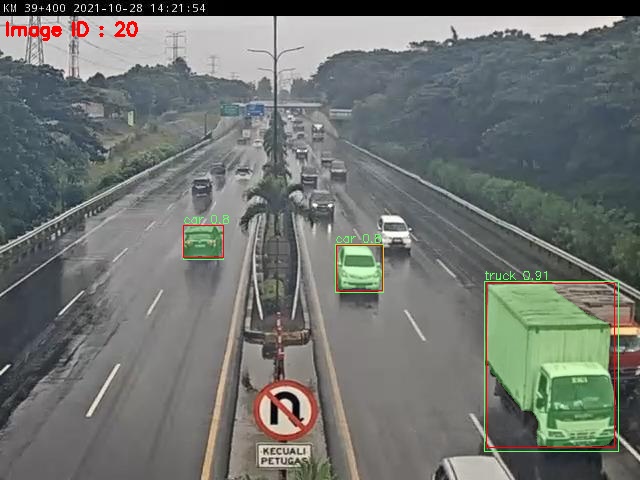 KM 39+400 2021-10-28 14:21:54
Image ID : 20
car 0.8
car 0.8
truck 0.91
KECUALI
PETUGAS